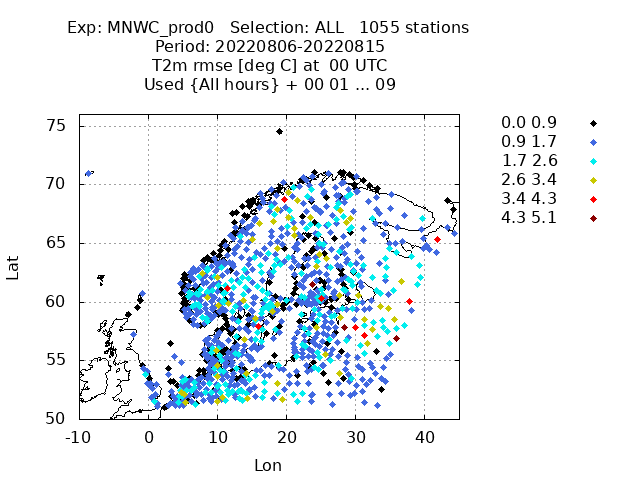 Exp: MNWC_prod0 Selection: ALL 1055 stations
Period: 20220806-20220815
T2m rmse [deg C] at 00 UTC
Used {All hours} + 00 01 ... 09
75
70
65
60
55
50
-10 0 10 20 30 40
Lat
Lon
0.0 0.9
0.9 1.7
1.7 2.6
2.6 3.4
3.4 4.3
4.3 5.1